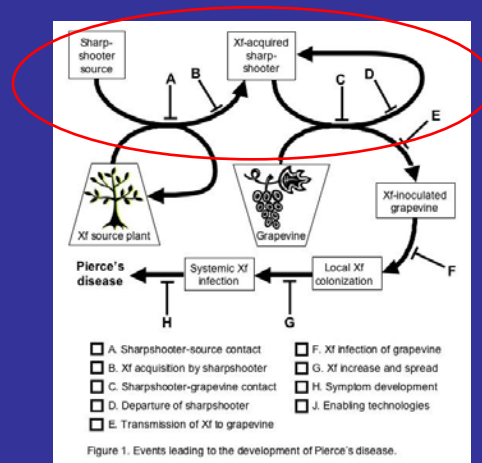 Sharp-
shooter
source
Xf-acquired
sharp-
shooter
A
B
C
D
E
Xf source plant
Grapevine
Xf-inoculated
grapevine
Pierce's
disease
Systemic Xf
infection
Local Xf
colonization
F
H
G
A. Sharpshooter-source contact
B. Xf acquisition by sharpshooter
C. Sharpshooter-grapevine contact
D. Departure of sharpshooter
E. Transmission of Xf to grapevine
F. Xf infection of grapevine
G. Xf increase and spread
H. Symptom development
J. Enabling technologies
Figure 1. Events leading to the development of Pierce's disease.